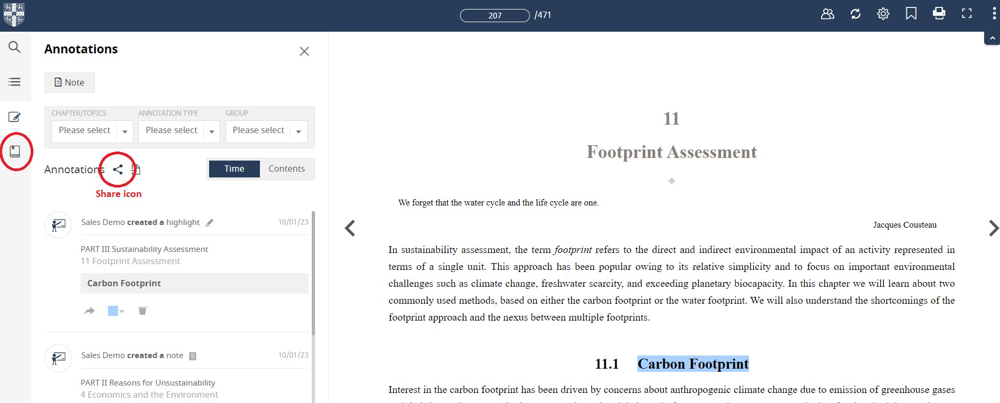 207 /471
Annotations
Note
CHAPTER/TOPICS ANNOTATION TYPE GROUP
Please select Please select Please select
Annotations
Time Contents
Share icon
Sales Demo created a highlight 10/01/23
PART III Sustainability Assessment
11 Footprint Assessment
Carbon Footprint
Sales Demo created a note 10/01/23
PART II Reasons for Unsustainability
4 Economics and the Environment
11
Footprint Assessment
We forget that the water cycle and the life cycle are one.
Jacques Cousteau
In sustainability assessment, the term footprint refers to the direct and indirect environmental impact of an activity represented in
terms of a single unit. This approach has been popular owing to its relative simplicity and to focus on important environmental
challenges such as climate change, freshwater scarcity, and exceeding planetary biocapacity. In this chapter we will learn about two
commonly used methods, based on either the carbon footprint or the water footprint. We will also understand the shortcomings of the
footprint approach and the nexus between multiple footprints.
11.1 Carbon Footprint
Interest in the carbon footprint has been driven by concerns about anthropogenic climate change due to emission of greenhouse gases